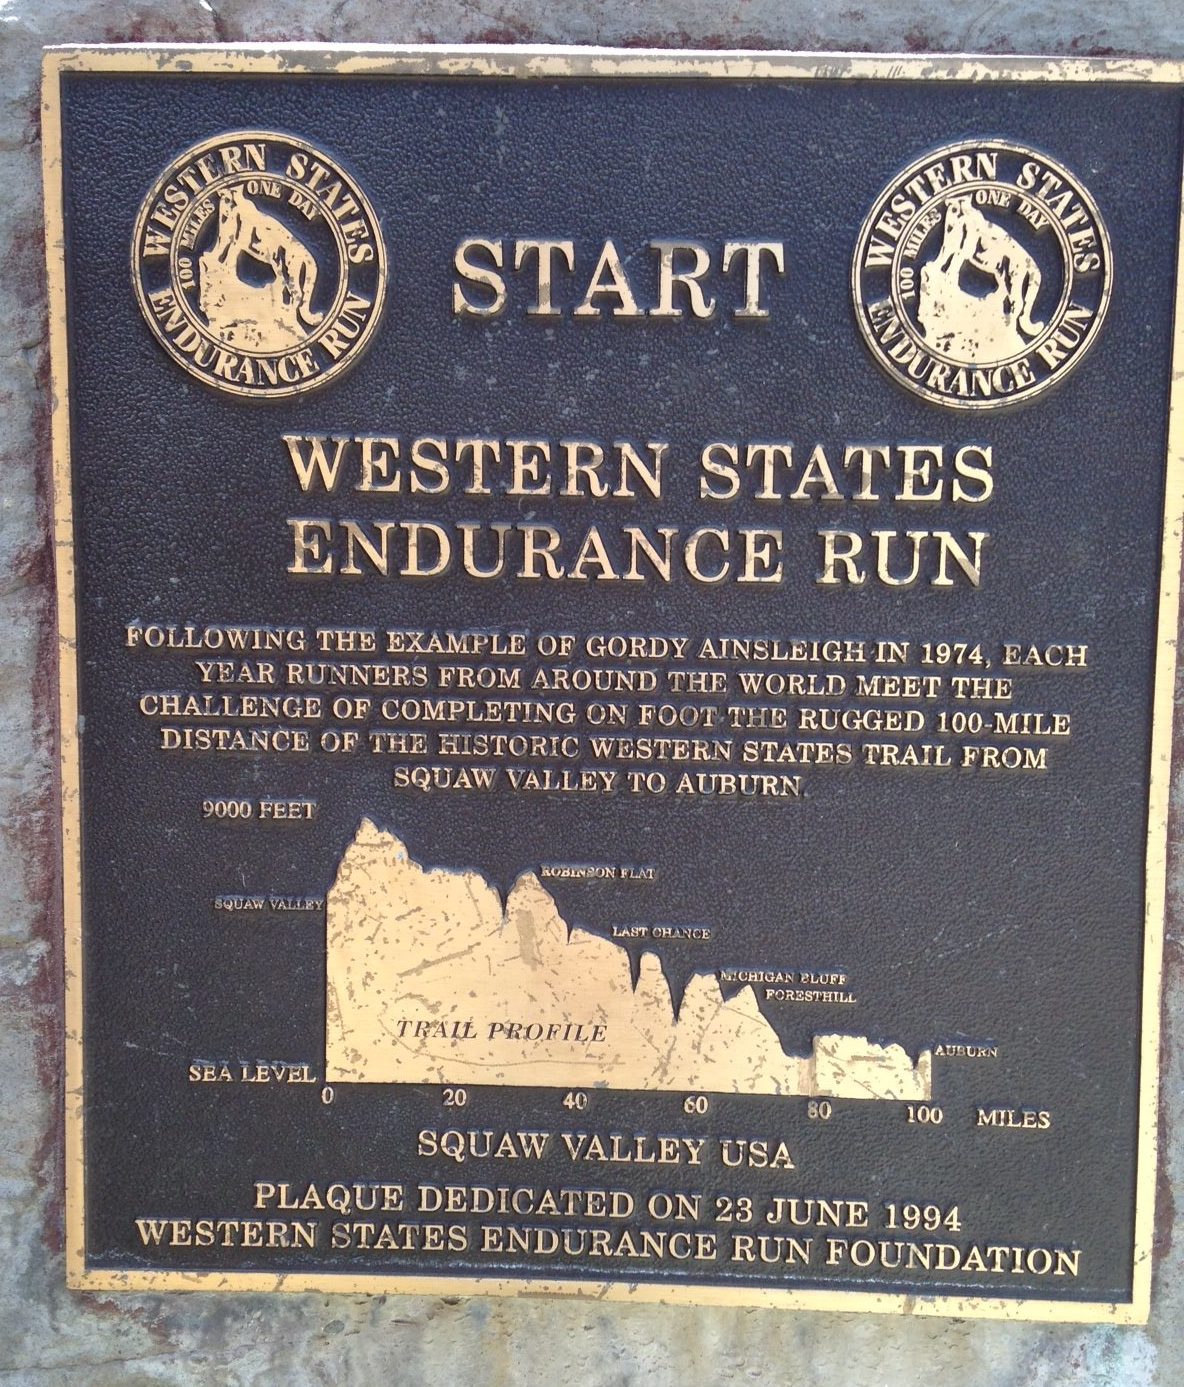 WESTERN STATES
100 MILES ONE DAY
ENDURANCE RUN
START
WESTERN STATES
100 MILES ONE DAY
ENDURANCE RUN
WESTERN STATES
ENDURANCE RUN
FOLLOWING THE EXAMPLE OF GORDY AINSLEIGH IN 1974, EACH
YEAR RUNNERS FROM AROUND THE WORLD MEET THE
CHALLENGE OF COMPLETING ON FOOT THE RUGGED 100-MILE
DISTANCE OF THE HISTORIC WESTERN STATES TRAIL FROM
SQUAW VALLEY TO AUBURN.
9000 FEET
ROBINSON FLAT
SQUAW VALLEY
LAST CHANCE
MICHIGAN BLUFF
FORESTHILL
TRAIL PROFILE
AUBURN
SEA LEVEL
0 20 40 60 80 100 MILES
SQUAW VALLEY USA
PLAQUE DEDICATED ON 23 JUNE 1994
WESTERN STATES ENDURANCE RUN FOUNDATION